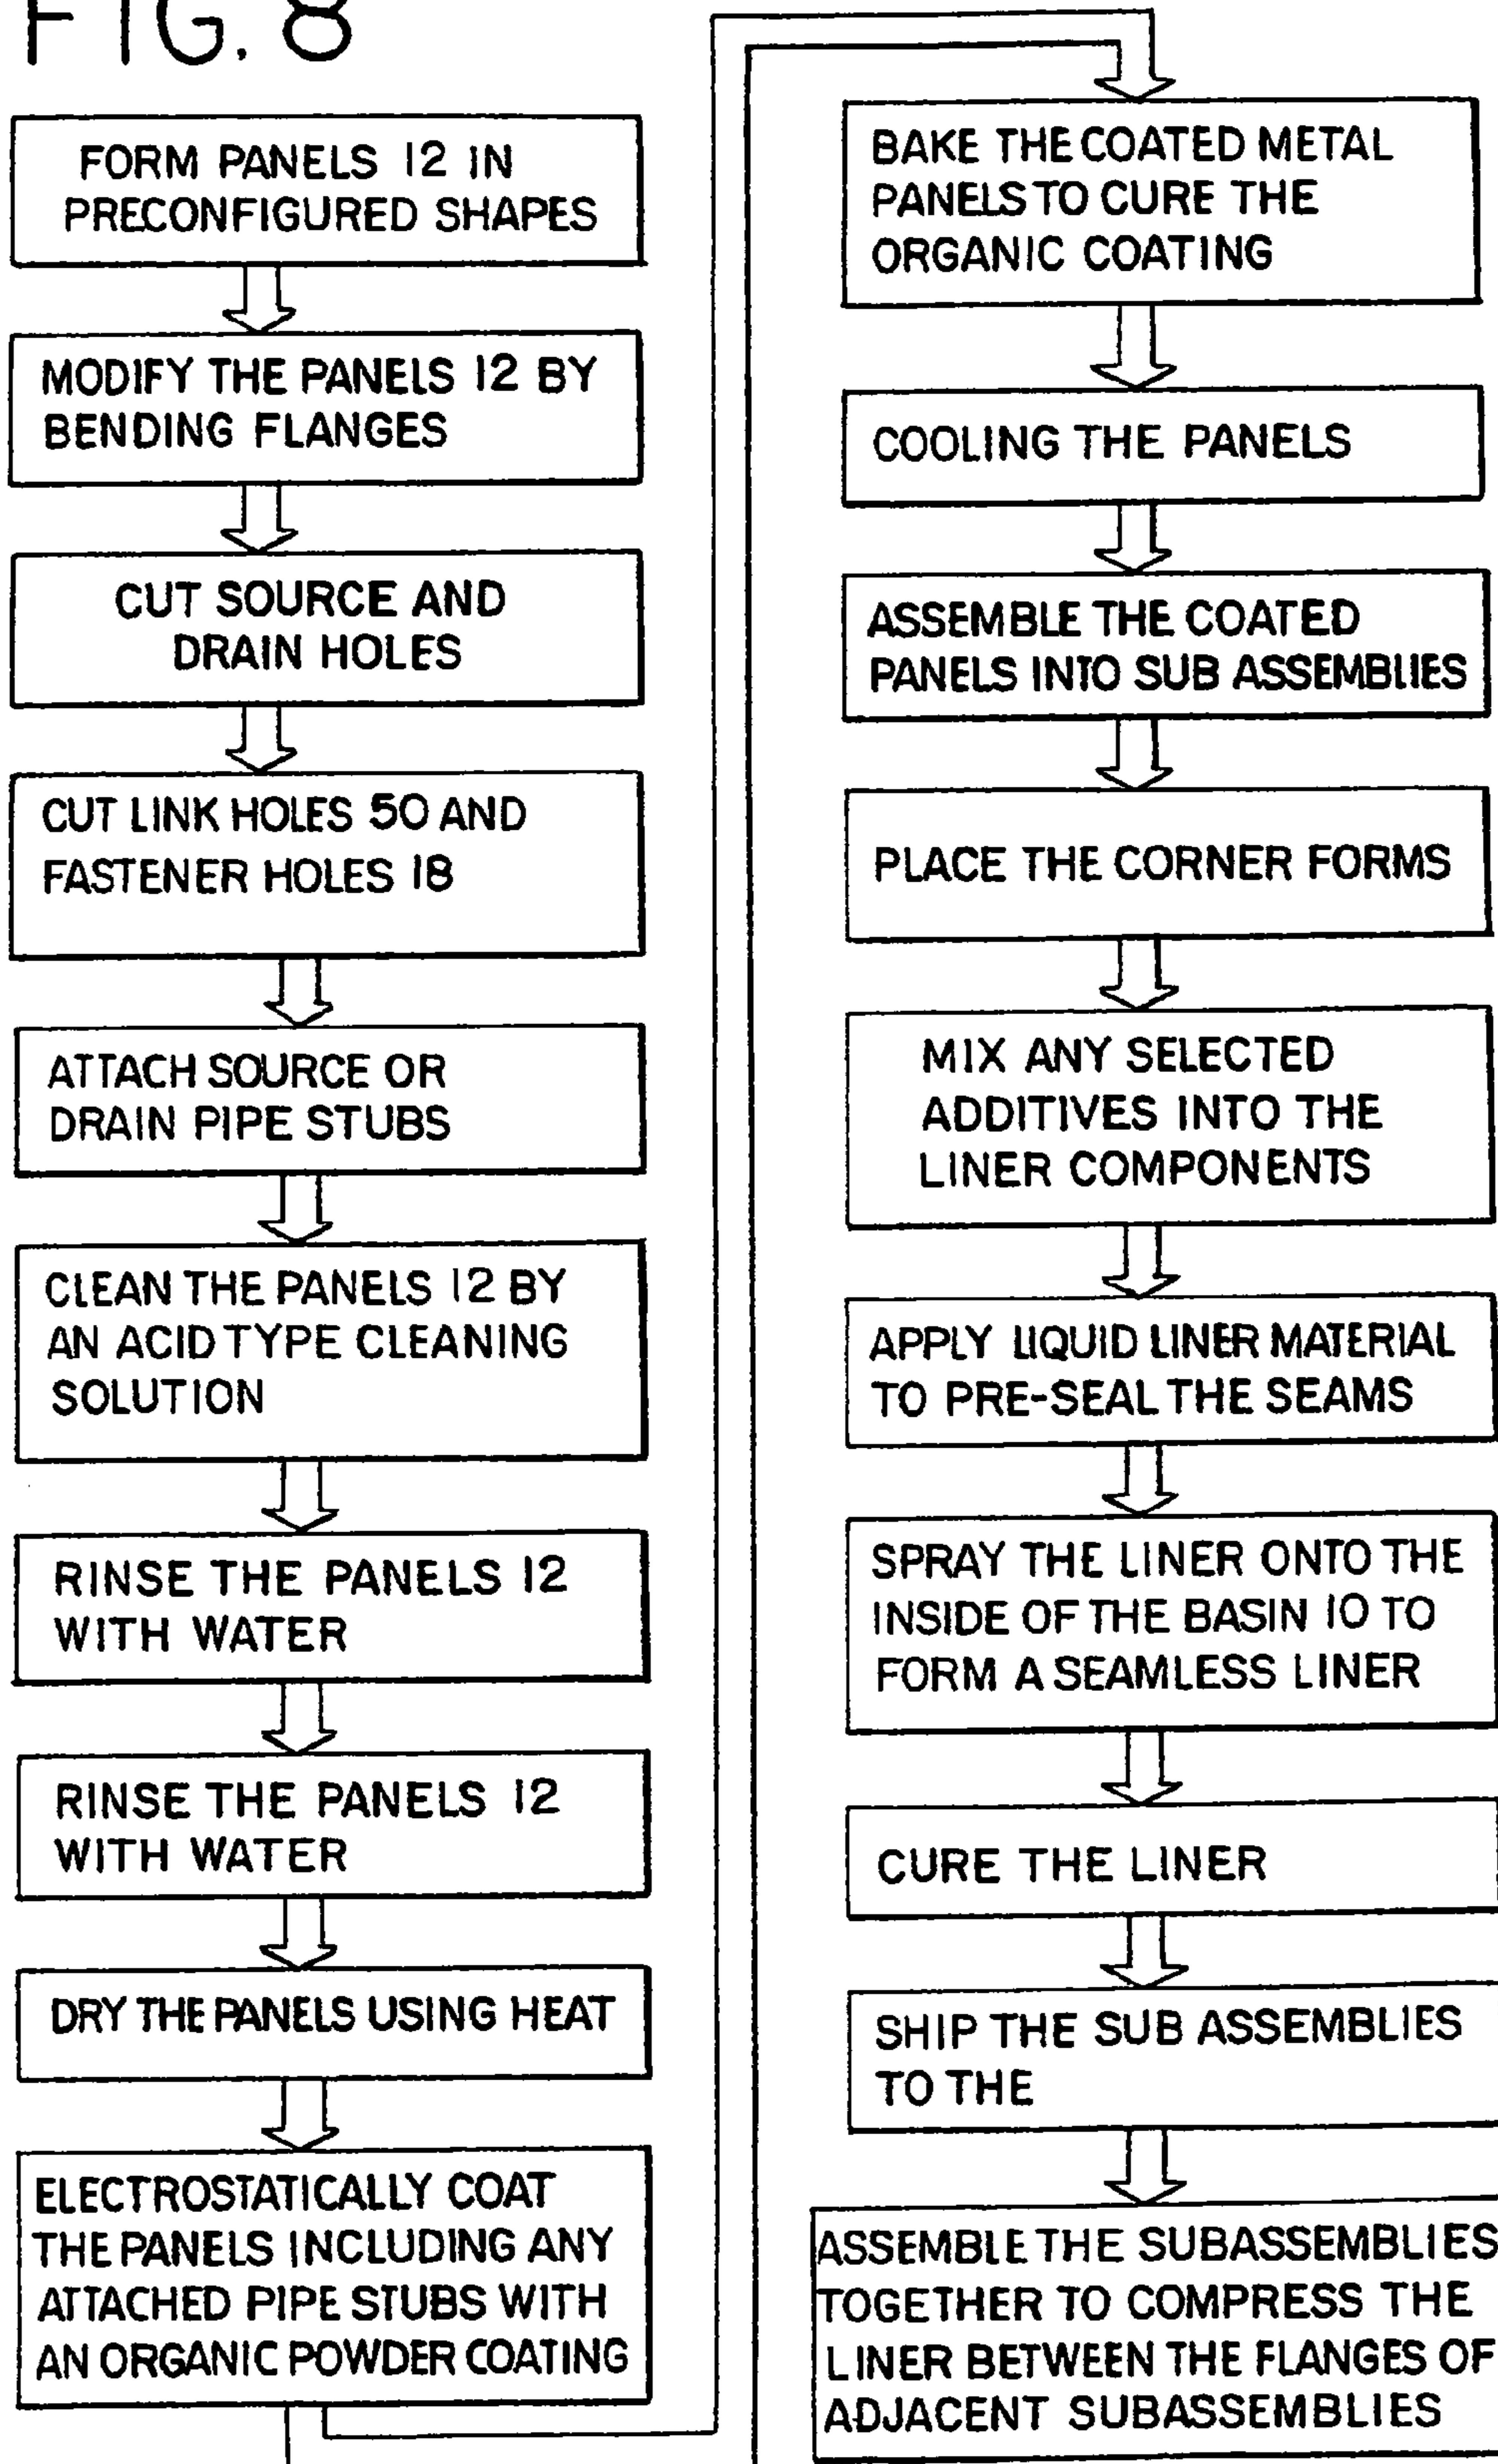 FIG. 8
FORM PANELS 12 IN
PRECONFIGURED SHAPES
MODIFY THE PANELS 12 BY
BENDING FLANGES
CUT SOURCE AND
DRAIN HOLES
CUT LINK HOLES 50 AND
FASTENER HOLES 18
ATTACH SOURCE OR
DRAIN PIPE STUBS
CLEAN THE PANELS 12 BY
AN ACID TYPE CLEANING
SOLUTION
RINSE THE PANELS 12
WITH WATER
RINSE THE PANELS 12
WITH WATER
DRY THE PANELS USING HEAT
ELECTROSTATICALLY COAT
THE PANELS INCLUDING ANY
ATTACHED PIPE STUBS WITH
AN ORGANIC POWDER COATING
BAKE THE COATED METAL
PANELS TO CURE THE
ORGANIC COATING
COOLING THE PANELS
ASSEMBLE THE COATED
PANELS INTO SUB ASSEMBLIES
PLACE THE CORNER FORMS
MIX ANY SELECTED
ADDITIVES INTO THE
LINER COMPONENTS
APPLY LIQUID LINER MATERIAL
TO PRE-SEAL THE SEAMS
SPRAY THE LINER ONTO THE
INSIDE OF THE BASIN 10 TO
FORM A SEAMLESS LINER
CURE THE LINER
SHIP THE SUB ASSEMBLIES
TO THE
ASSEMBLE THE SUBASSEMBLIES
TOGETHER TO COMPRESS THE
LINER BETWEEN THE FLANGES OF
ADJACENT SUBASSEMBLIES